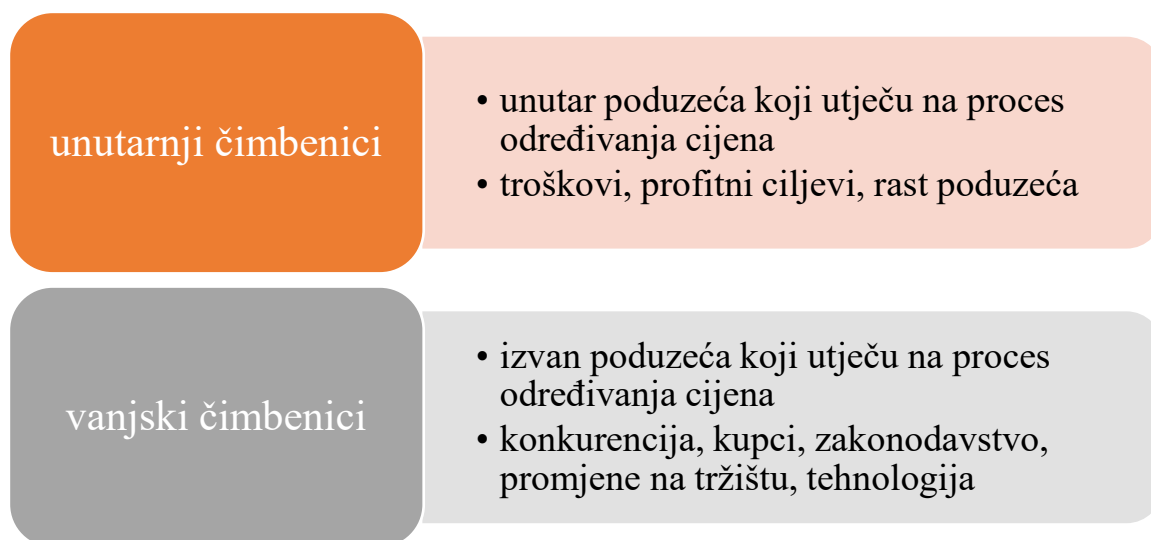 unutarnji čimbenici
• unutar poduzeća koji utječu na proces
određivanja cijena
• troškovi, profitni ciljevi, rast poduzeća
vanjski čimbenici
• izvan poduzeća koji utječu na proces
određivanja cijena
• konkurencija, kupci, zakonodavstvo,
promjene na tržištu, tehnologija